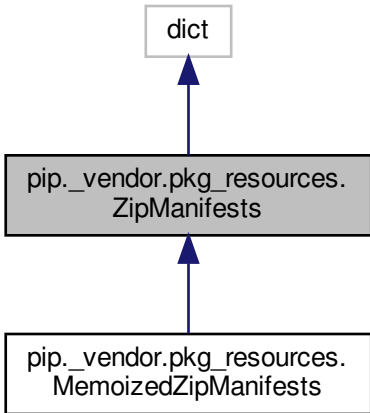 dict
pip._vendor.pkg_resources.
ZipManifests
pip._vendor.pkg_resources.
MemoizedZipManifests